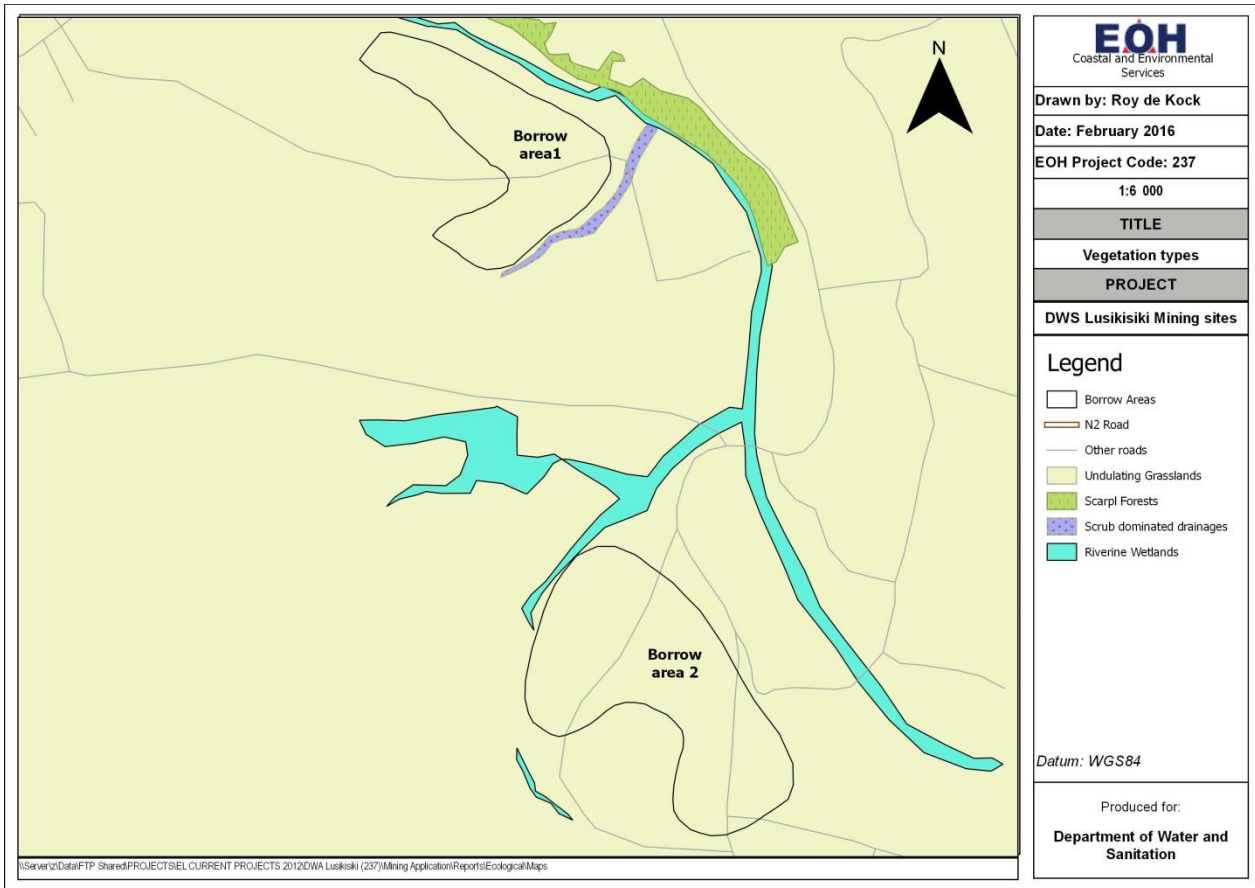 Borrow
area1
Borrow
area 2
N
\\Server\z\Data\FTP Shared\PROJECTS\EL CURRENT PROJECTS 2012\DWA Lusikisiki (237)\Mining Application\Reports\Ecological\Maps
EOH
Coastal and Environmental
Services
Drawn by: Roy de Kock
Date: February 2016
EOH Project Code: 237
1:6 000
TITLE
Vegetation types
PROJECT
DWS Lusikisiki Mining sites
Legend
Borrow Areas
N2 Road
Other roads
Undulating Grasslands
Scarpl Forests
Scrub dominated drainages
Riverine Wetlands
Datum: WGS84
Produced for:
Department of Water and
Sanitation